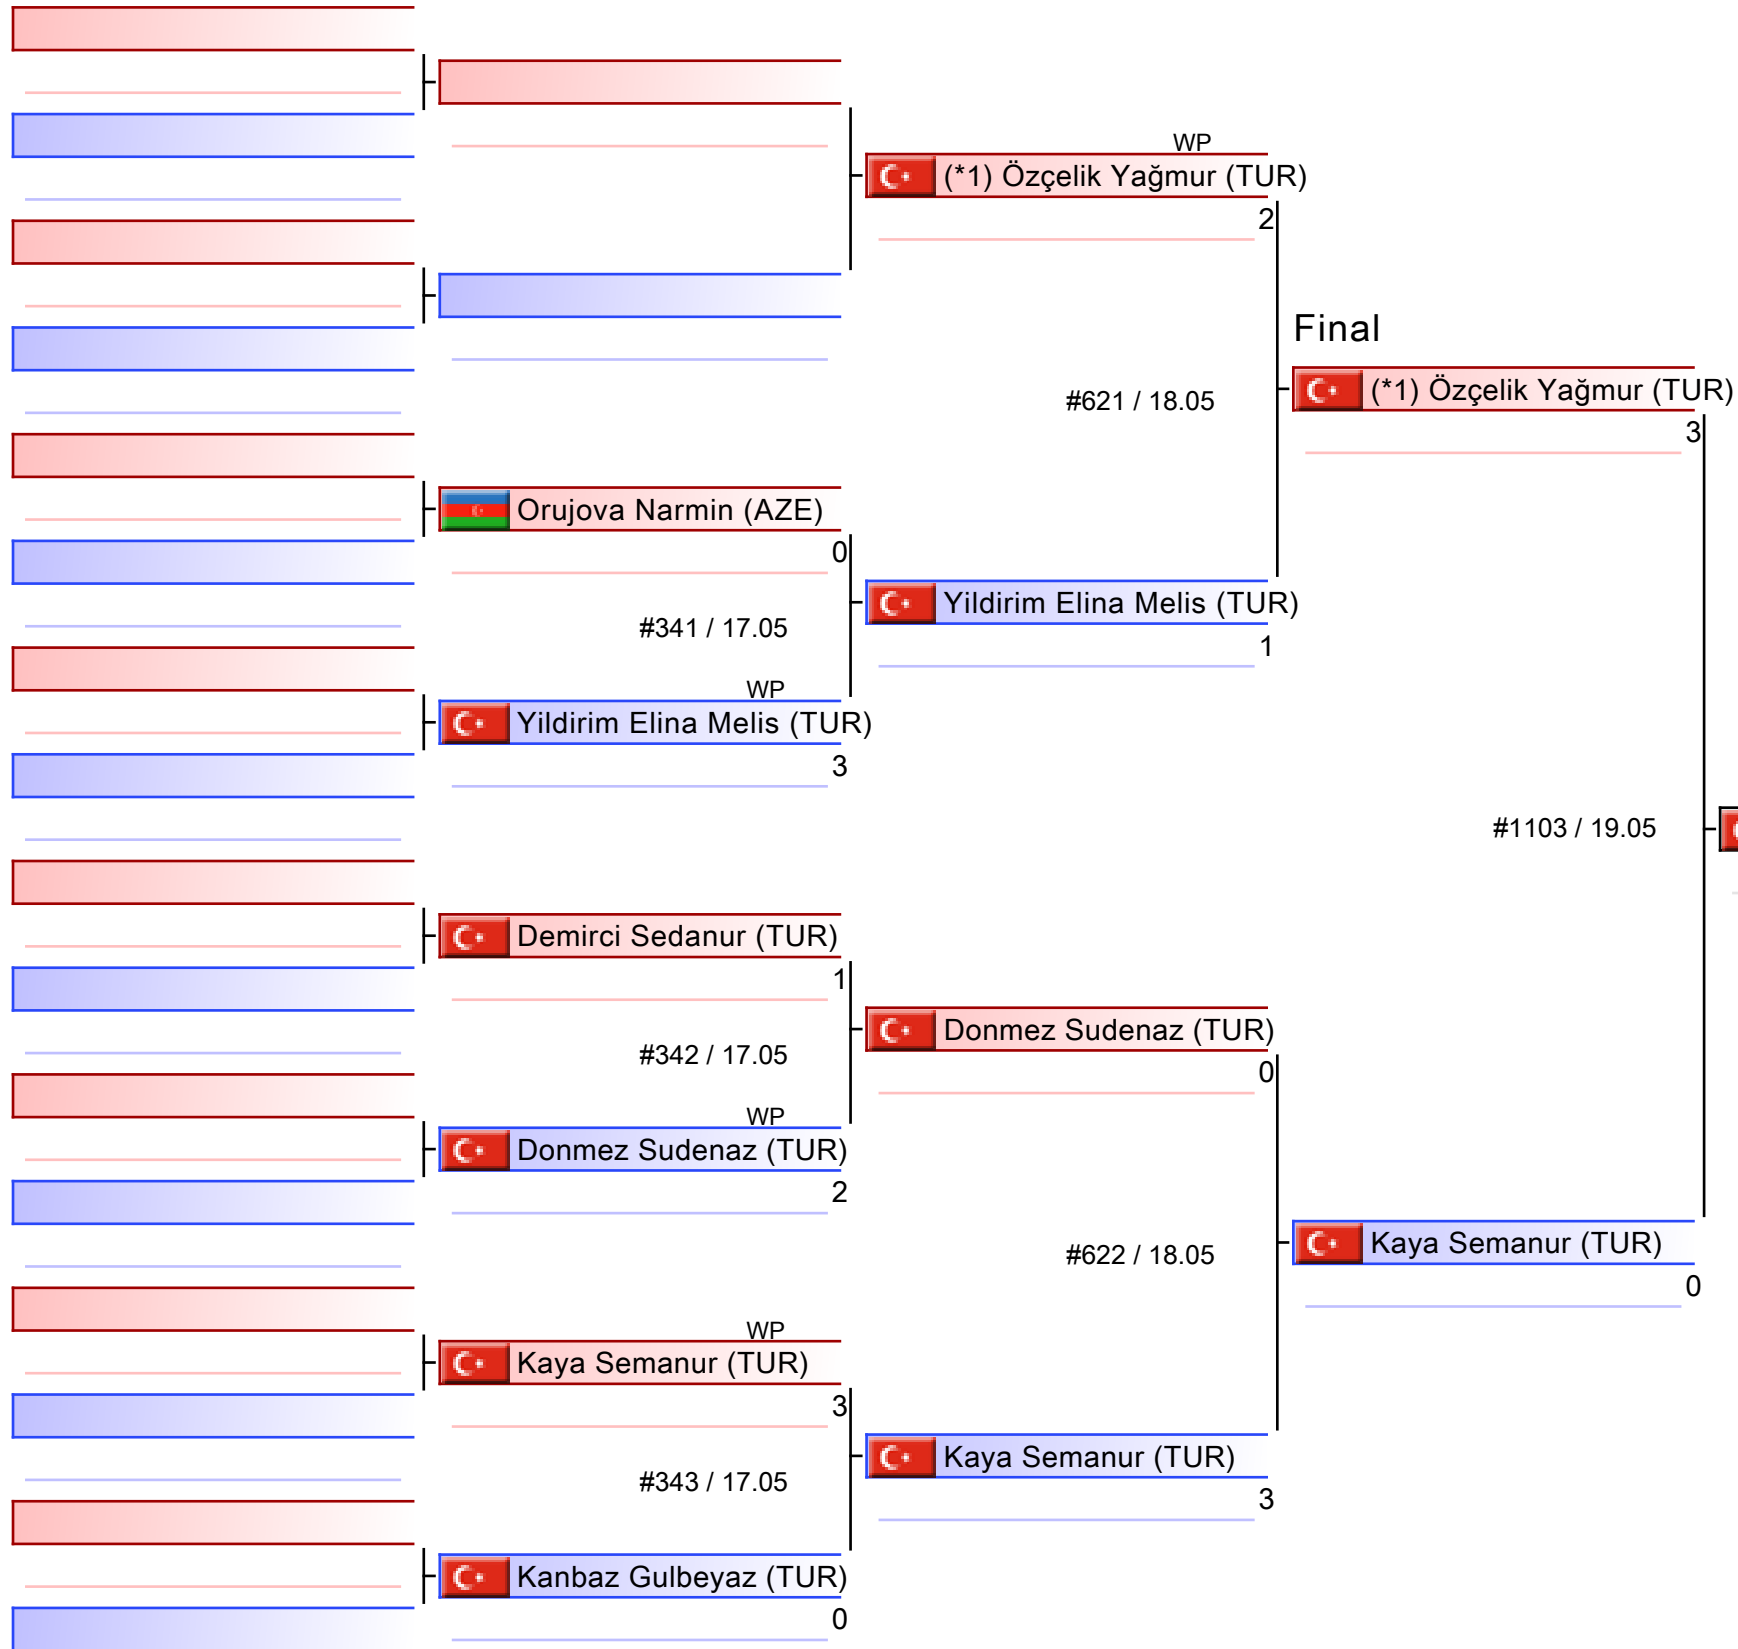 WP
(*1) Özçelik Yağmur (TUR)
2
Final
#621 / 18.05
(*1) Özçelik Yağmur (TUR)
3
Orujova Narmin (AZE)
0
#341 / 17.05
Yildirim Elina Melis (TUR)
1
WP
Yildirim Elina Melis (TUR)
3
#1103 / 19.05
Demirci Sedanur (TUR)
1
#342 / 17.05
Donmez Sudenaz (TUR)
0
WP
Donmez Sudenaz (TUR)
2
#622 / 18.05
Kaya Semanur (TUR)
0
WP
Kaya Semanur (TUR)
3
#343 / 17.05
Kaya Semanur (TUR)
3
Kanbaz Gulbeyaz (TUR)
0